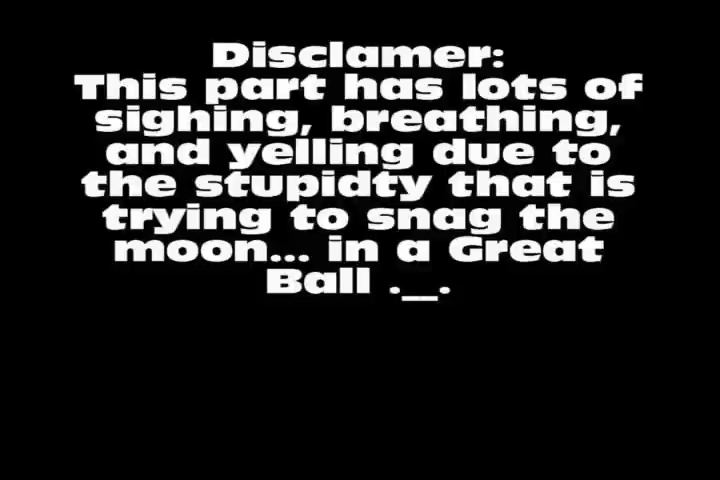 Disclamer:
This part has lots of
sighing, breathing,
and yelling due to
the stupidty that is
trying to snag the
moon... in a Great
Ball .__.